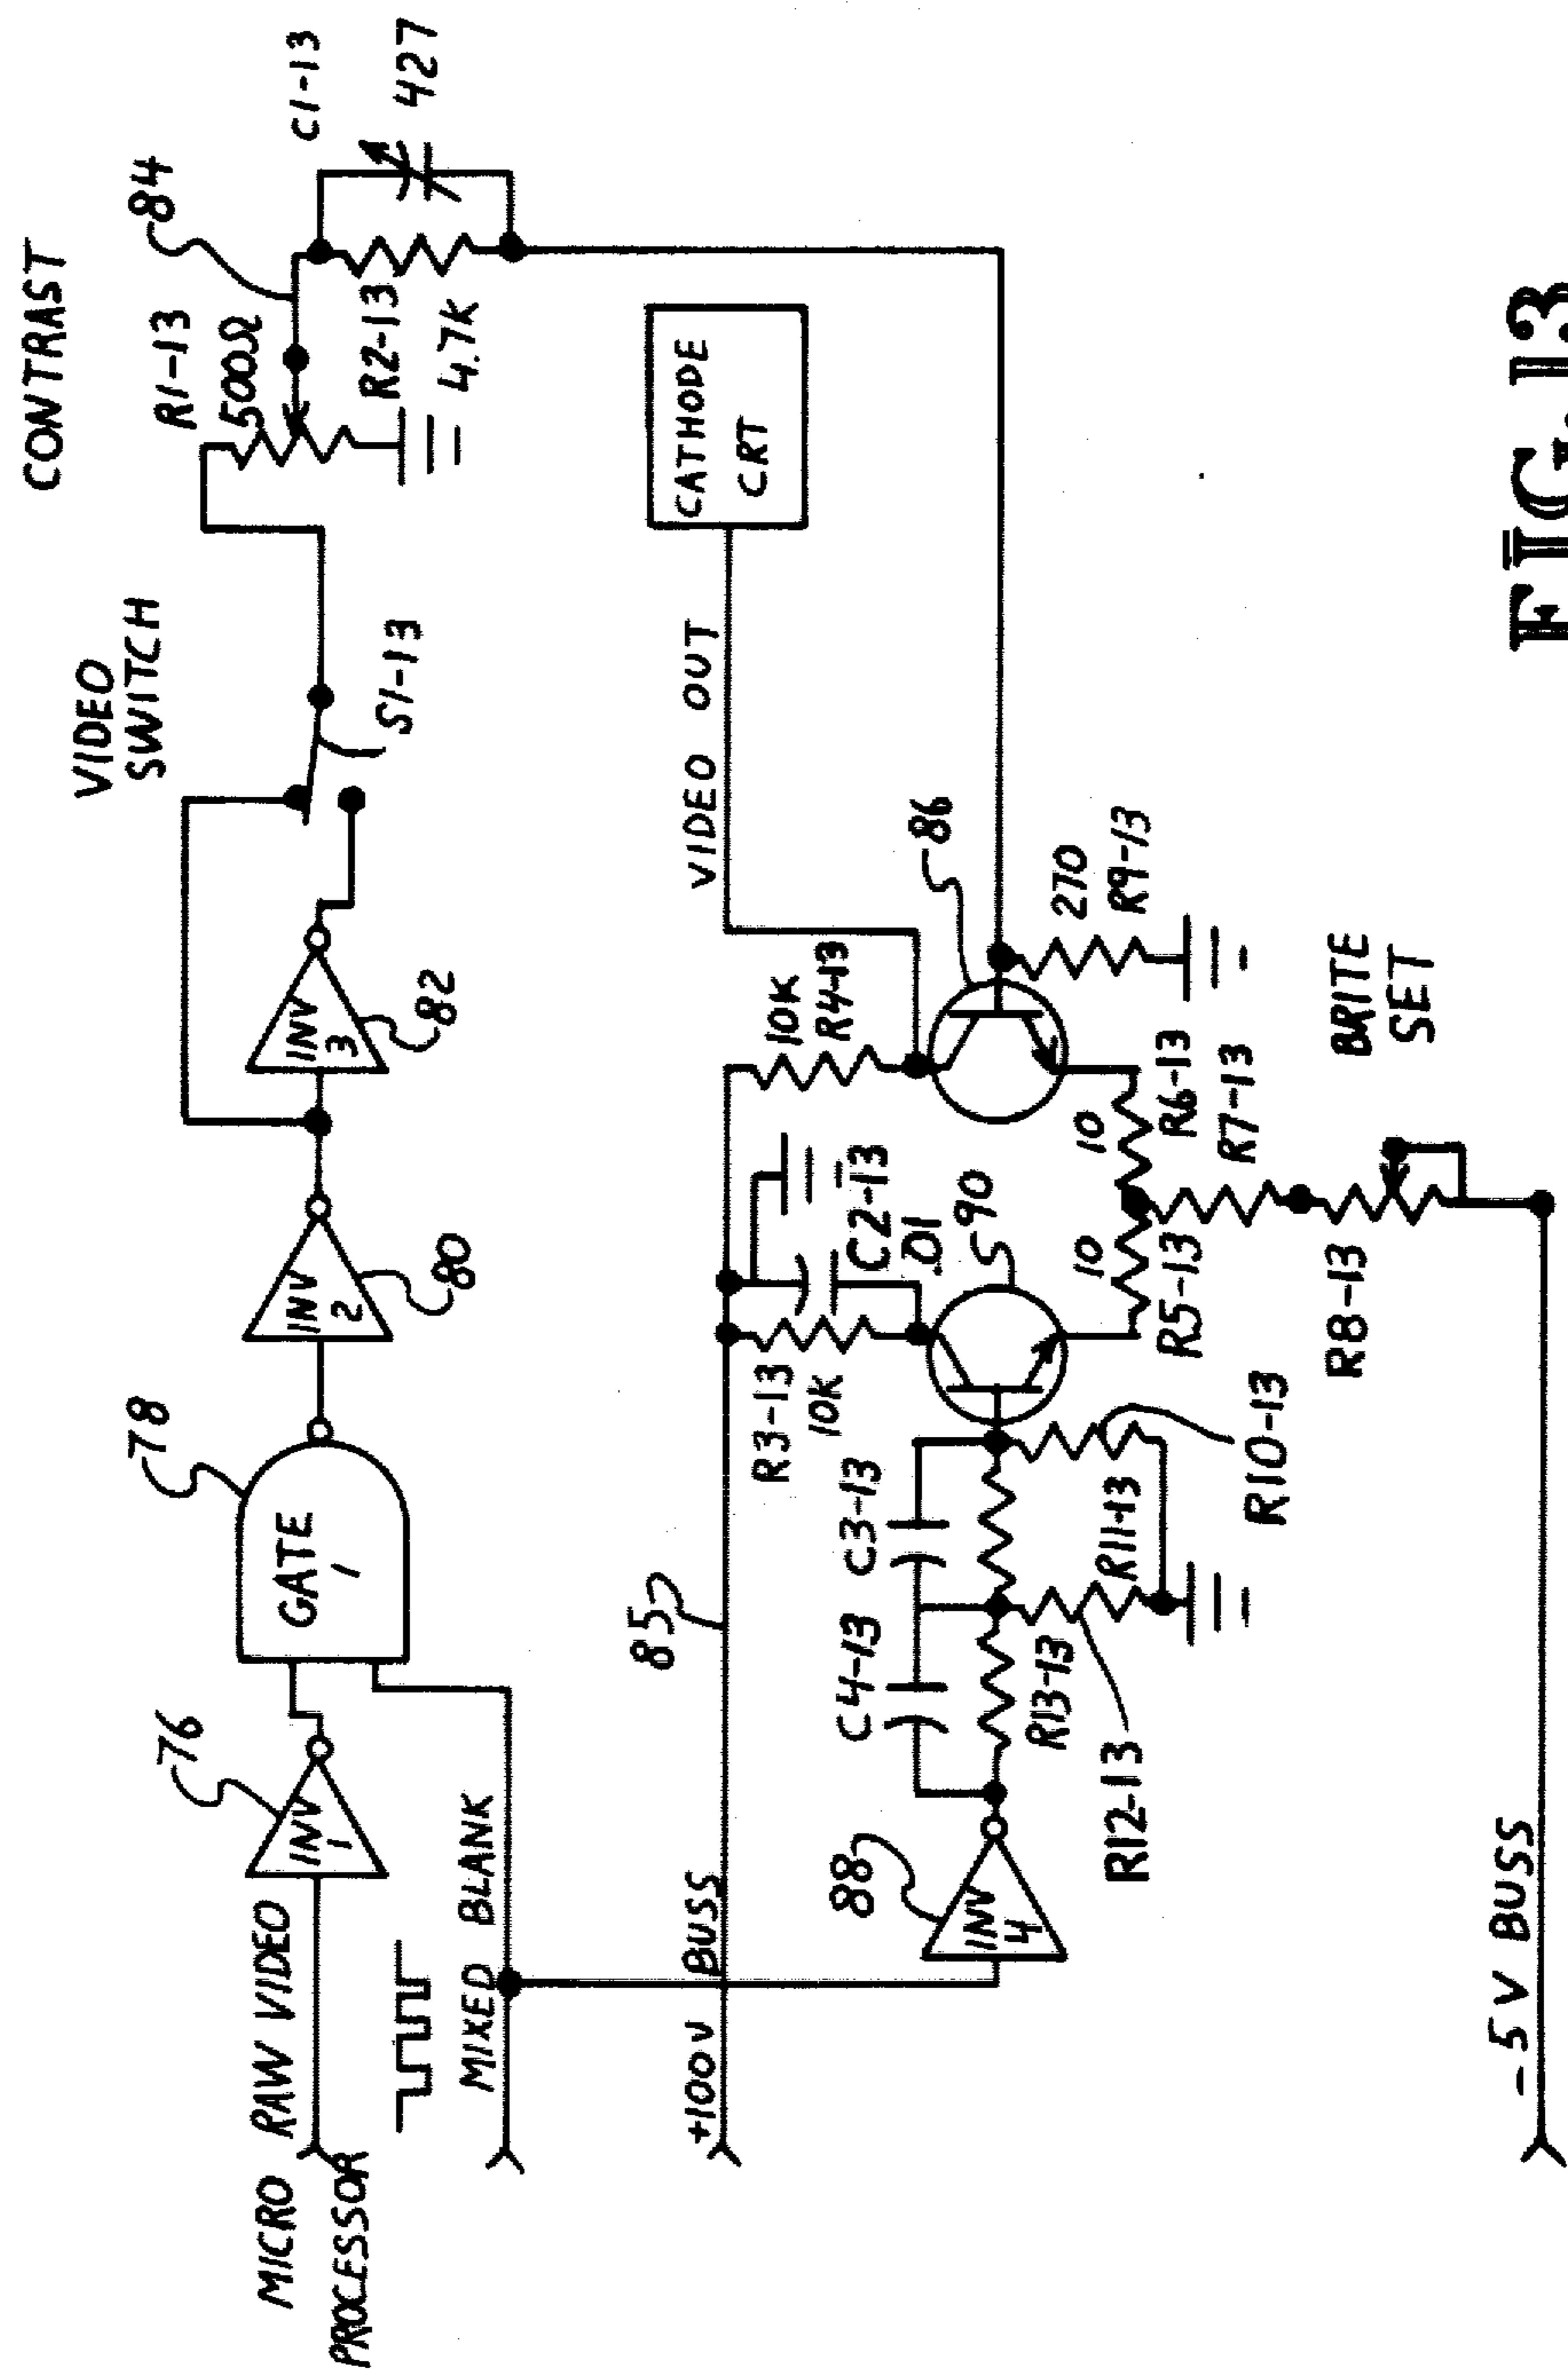 CONTRAST
VIDEO
SWITCH
R1-13
500Ω
84
C1-13
427
R2-13
4.7K
S1-13
78
76
GATE
1
INV
1
INV
2
80
INV
3
82
MICRO
PROCESSOR
RAW VIDEO
MIXED BLANK
CATHODE
CRT
VIDEO OUT
+100V BUSS
85
R3-13
10K
C2-13
.01
10K
R4-13
86
270
R9-13
90
C4-13
C3-13
88
INV
4
R13-13
R11-13
R12-13
R10-13
10
R5-13
10
R6-13
R7-13
R8-13
BRITE
SET
-5V BUSS
FIG. 13